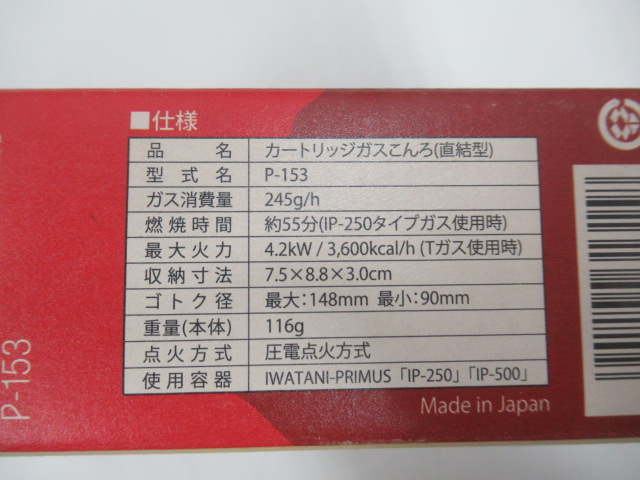 ■仕様
品名 カートリッジガスこんろ(直結型)
型式名 P-153
ガス消費量 245g/h
燃焼時間 約55分(IP-250タイプガス使用時)
最大火力 4.2kW / 3,600kcal/h (Tガス使用時)
収納寸法 7.5×8.8×3.0cm
ゴトク径 最大:148mm 最小:90mm
重量(本体) 116g
点火方式 圧電点火方式
使用容器 IWATANI-PRIMUS「IP-250」「IP-500」
Made in Japan
P-153